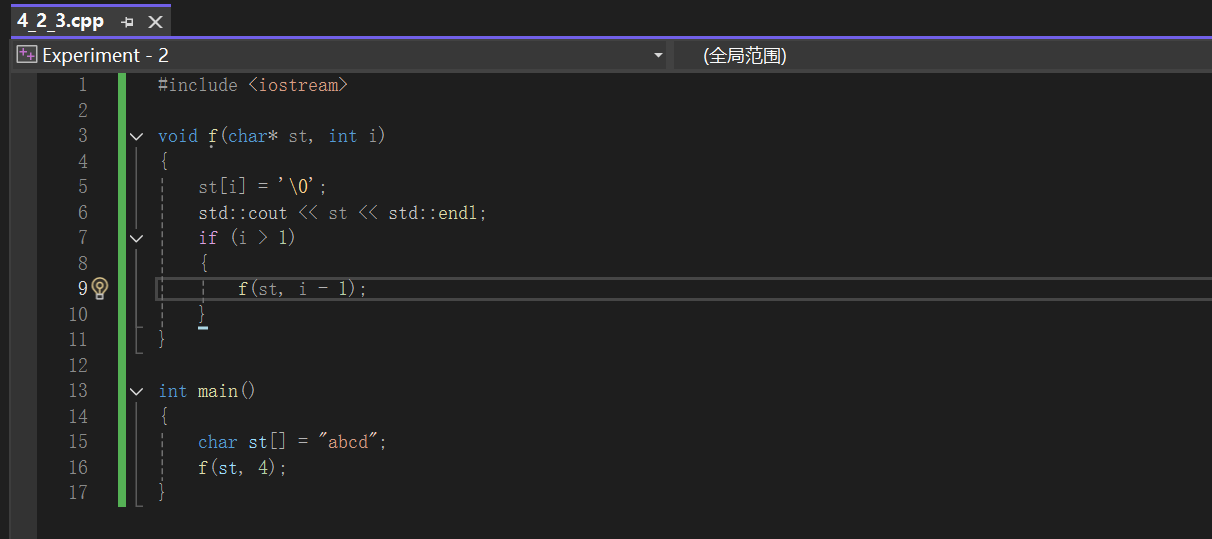 4_2_3.cpp
Experiment - 2 (全局范围)
1 #include <iostream>
2
3 void f(char* st, int i)
4 {
5 st[i] = '\0';
6 std::cout << st << std::endl;
7 if (i > 1)
8 {
9 f(st, i - 1);
10 }
11 }
12
13 int main()
14 {
15 char st[] = "abcd";
16 f(st, 4);
17 }